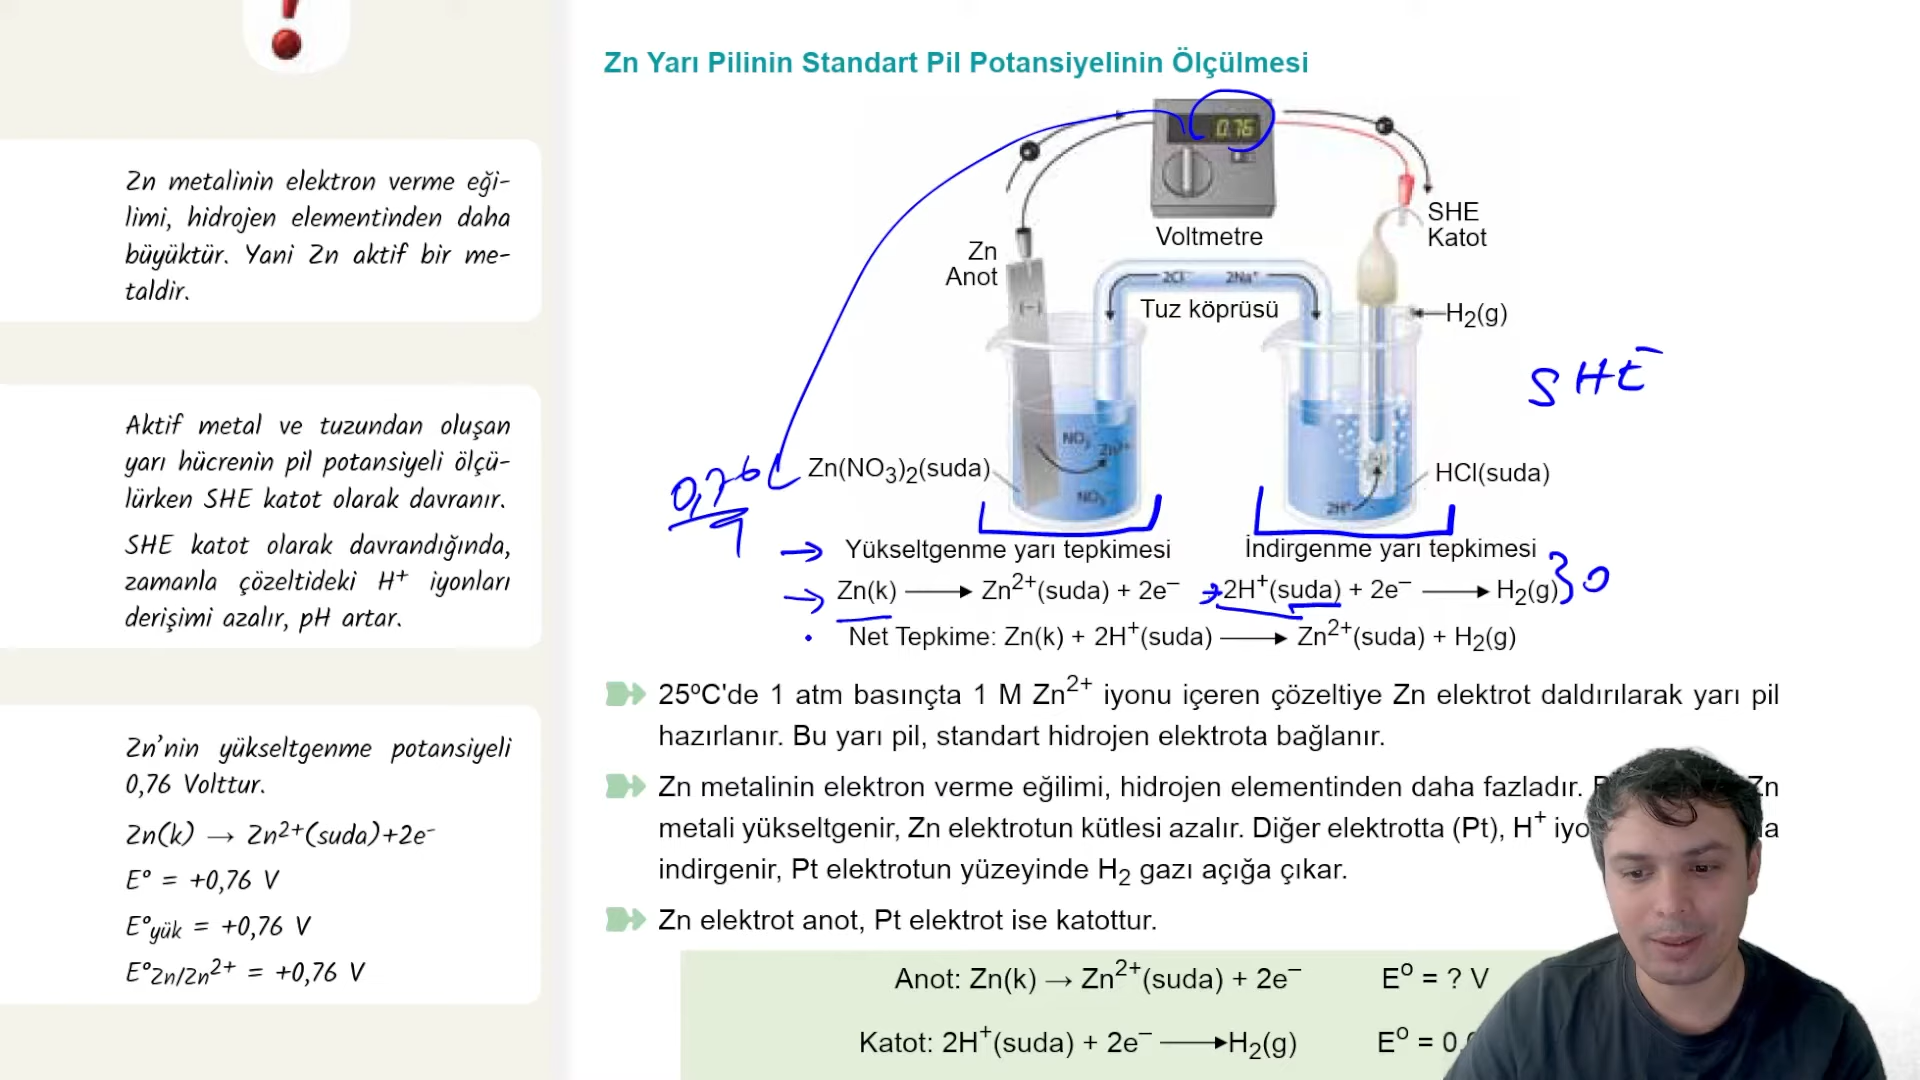 Zn metalinin elektron verme eği-
limi, hidrojen elementinden daha
büyüktür. Yani Zn aktif bir me-
taldir.
Aktif metal ve tuzundan oluşan
yarı hücrenin pil potansiyeli ölçü-
lürken SHE katot olarak davranır.
SHE katot olarak davrandığında,
zamanla çözeltideki H⁺ iyonları
derişimi azalır, pH artar.
Zn'nin yükseltgenme potansiyeli
0,76 Volttur.
Zn(k) → Zn²⁺(suda)+2e⁻
E° = +0,76 V
E°yük = +0,76 V
E°Zn/Zn²⁺ = +0,76 V
Zn Yarı Pilinin Standart Pil Potansiyelinin Ölçülmesi
0.76
SHE
Katot
Voltmetre
Zn
Anot
(−)
2Cl⁻ 2Na⁺
Tuz köprüsü
H₂(g)
SHE
0,76
Zn(NO₃)₂(suda)
NO₃⁻
Zn²⁺
NO₃⁻
2H⁺
HCl(suda)
Yükseltgenme yarı tepkimesi
İndirgenme yarı tepkimesi
Zn(k) → Zn²⁺(suda) + 2e⁻
2H⁺(suda) + 2e⁻ → H₂(g) } 0
Net Tepkime: Zn(k) + 2H⁺(suda) → Zn²⁺(suda) + H₂(g)
25ºC'de 1 atm basınçta 1 M Zn²⁺ iyonu içeren çözeltiye Zn elektrot daldırılarak yarı pil
hazırlanır. Bu yarı pil, standart hidrojen elektrota bağlanır.
Zn metalinin elektron verme eğilimi, hidrojen elementinden daha fazladır. Zn
metali yükseltgenir, Zn elektrotun kütlesi azalır. Diğer elektrotta (Pt), H⁺
indirgenir, Pt elektrotun yüzeyinde H₂ gazı açığa çıkar.
Zn elektrot anot, Pt elektrot ise katottur.
Anot: Zn(k) → Zn²⁺(suda) + 2e⁻ Eº = ? V
Katot: 2H⁺(suda) + 2e⁻ → H₂(g) Eº =